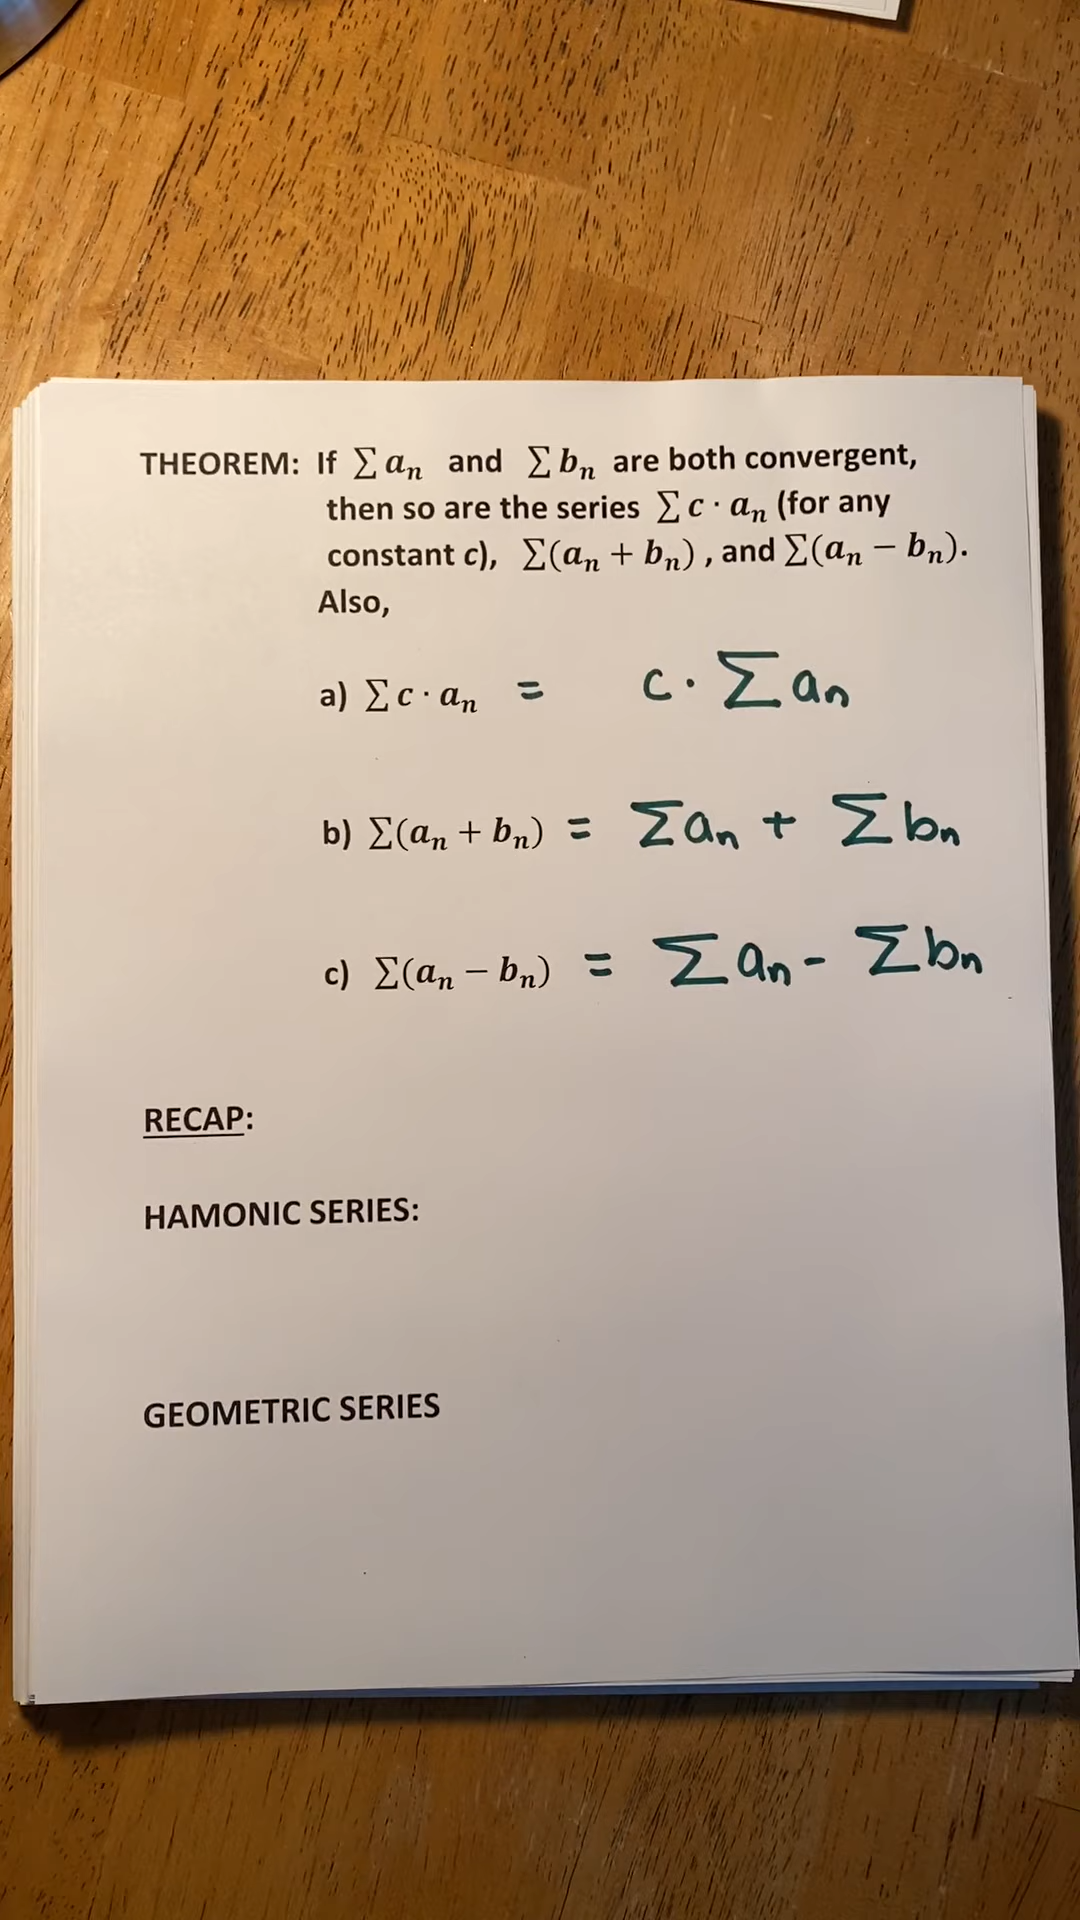 THEOREM: If ∑ aₙ and ∑ bₙ are both convergent,
then so are the series ∑ c · aₙ (for any
constant c), ∑(aₙ + bₙ) , and ∑(aₙ − bₙ).
Also,
a) ∑ c · aₙ = c · ∑ aₙ
b) ∑(aₙ + bₙ) = ∑ aₙ + ∑ bₙ
c) ∑(aₙ − bₙ) = ∑ aₙ - ∑ bₙ
RECAP:
HAMONIC SERIES:
GEOMETRIC SERIES